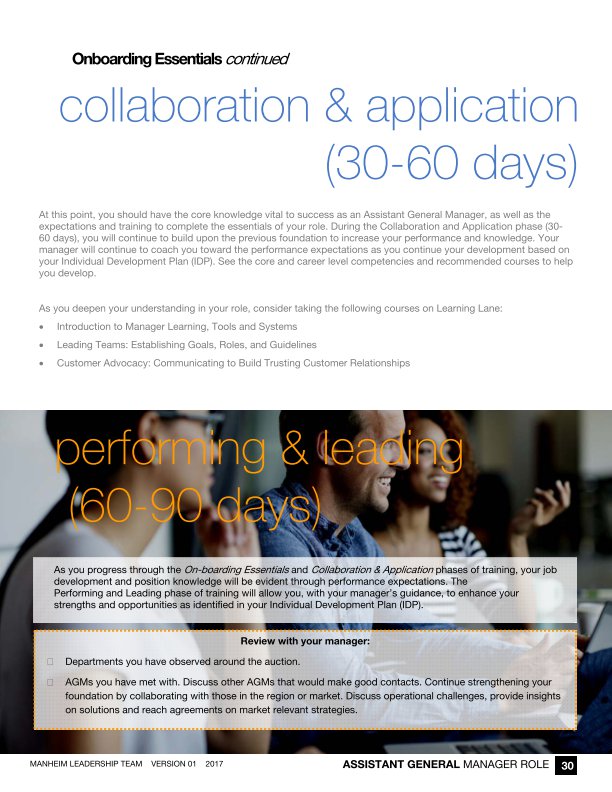 Onboarding Essentials continued
collaboration & application
(30-60 days)
At this point, you should have the core knowledge vital to success as an Assistant General Manager, as well as the
expectations and training to complete the essentials of your role. During the Collaboration and Application phase (30-
60 days), you will continue to build upon the previous foundation to increase your performance and knowledge. Your
manager will continue to coach you toward the performance expectations as you continue your development based on
your Individual Development Plan (IDP). See the core and career level competencies and recommended courses to help
you develop.
As you deepen your understanding in your role, consider taking the following courses on Learning Lane:
• Introduction to Manager Learning, Tools and Systems
• Leading Teams: Establishing Goals, Roles, and Guidelines
• Customer Advocacy: Communicating to Build Trusting Customer Relationships
performing & leading
(60-90 days)
As you progress through the On-boarding Essentials and Collaboration & Application phases of training, your job
development and position knowledge will be evident through performance expectations. The
Performing and Leading phase of training will allow you, with your manager's guidance, to enhance your
strengths and opportunities as identified in your Individual Development Plan (IDP).
Review with your manager:
□ Departments you have observed around the auction.
□ AGMs you have met with. Discuss other AGMs that would make good contacts. Continue strengthening your
foundation by collaborating with those in the region or market. Discuss operational challenges, provide insights
on solutions and reach agreements on market relevant strategies.
MANHEIM LEADERSHIP TEAM VERSION 01 2017
ASSISTANT GENERAL MANAGER ROLE 30